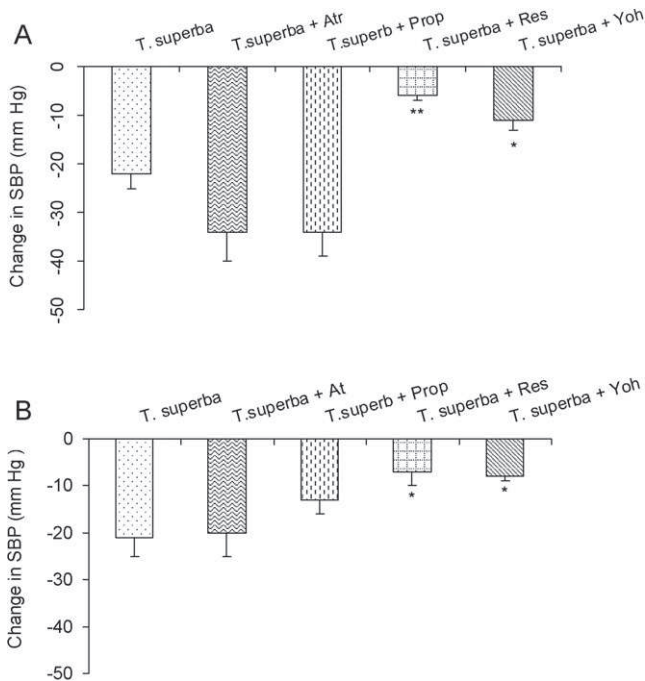 A
T. superba
T.superba + Atr
T.superb + Prop
T. superba + Res
T. superba + Yoh
Change in SBP (mm Hg)
0
-10
-20
-30
-40
-50
**
*
B
T. superba
T.superba + At
T.superb + Prop
T. superba + Res
T. superba + Yoh
Change in SBP (mm Hg )
0
-10
-20
-30
-40
-50
*
*